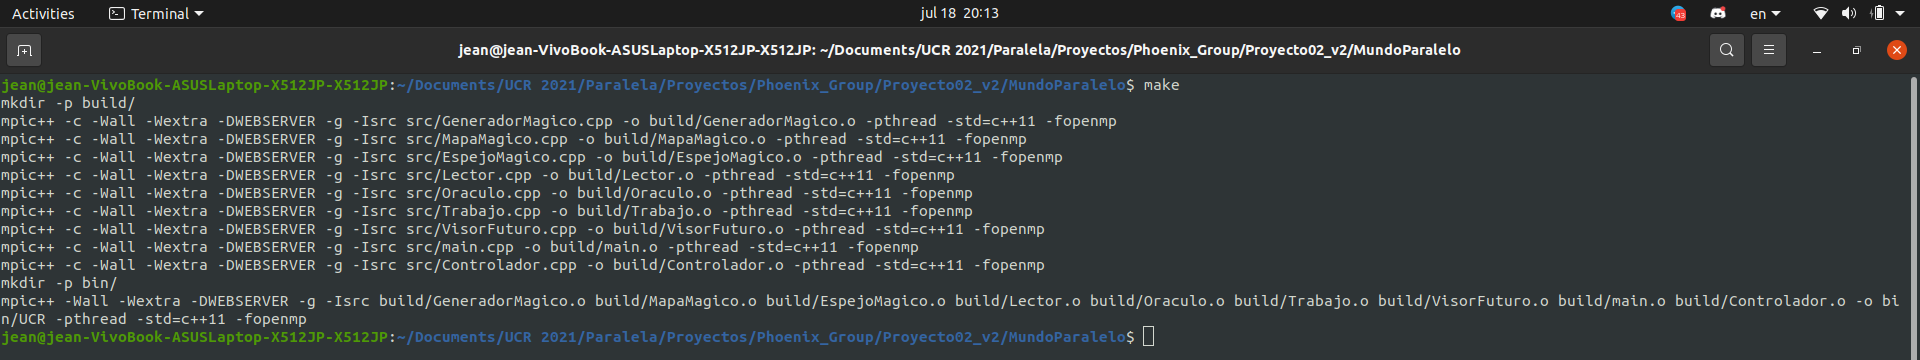 Activities Terminal jul 18 20:13 43 en
jean@jean-VivoBook-ASUSLaptop-X512JP-X512JP: ~/Documents/UCR 2021/Paralela/Proyectos/Phoenix_Group/Proyecto02_v2/MundoParalelo
jean@jean-VivoBook-ASUSLaptop-X512JP-X512JP:~/Documents/UCR 2021/Paralela/Proyectos/Phoenix_Group/Proyecto02_v2/MundoParalelo$ make
mkdir -p build/
mpic++ -c -Wall -Wextra -DWEBSERVER -g -Isrc src/GeneradorMagico.cpp -o build/GeneradorMagico.o -pthread -std=c++11 -fopenmp
mpic++ -c -Wall -Wextra -DWEBSERVER -g -Isrc src/MapaMagico.cpp -o build/MapaMagico.o -pthread -std=c++11 -fopenmp
mpic++ -c -Wall -Wextra -DWEBSERVER -g -Isrc src/EspejoMagico.cpp -o build/EspejoMagico.o -pthread -std=c++11 -fopenmp
mpic++ -c -Wall -Wextra -DWEBSERVER -g -Isrc src/Lector.cpp -o build/Lector.o -pthread -std=c++11 -fopenmp
mpic++ -c -Wall -Wextra -DWEBSERVER -g -Isrc src/Oraculo.cpp -o build/Oraculo.o -pthread -std=c++11 -fopenmp
mpic++ -c -Wall -Wextra -DWEBSERVER -g -Isrc src/Trabajo.cpp -o build/Trabajo.o -pthread -std=c++11 -fopenmp
mpic++ -c -Wall -Wextra -DWEBSERVER -g -Isrc src/VisorFuturo.cpp -o build/VisorFuturo.o -pthread -std=c++11 -fopenmp
mpic++ -c -Wall -Wextra -DWEBSERVER -g -Isrc src/main.cpp -o build/main.o -pthread -std=c++11 -fopenmp
mpic++ -c -Wall -Wextra -DWEBSERVER -g -Isrc src/Controlador.cpp -o build/Controlador.o -pthread -std=c++11 -fopenmp
mkdir -p bin/
mpic++ -Wall -Wextra -DWEBSERVER -g -Isrc build/GeneradorMagico.o build/MapaMagico.o build/EspejoMagico.o build/Lector.o build/Oraculo.o build/Trabajo.o build/VisorFuturo.o build/main.o build/Controlador.o -o bi
n/UCR -pthread -std=c++11 -fopenmp
jean@jean-VivoBook-ASUSLaptop-X512JP-X512JP:~/Documents/UCR 2021/Paralela/Proyectos/Phoenix_Group/Proyecto02_v2/MundoParalelo$